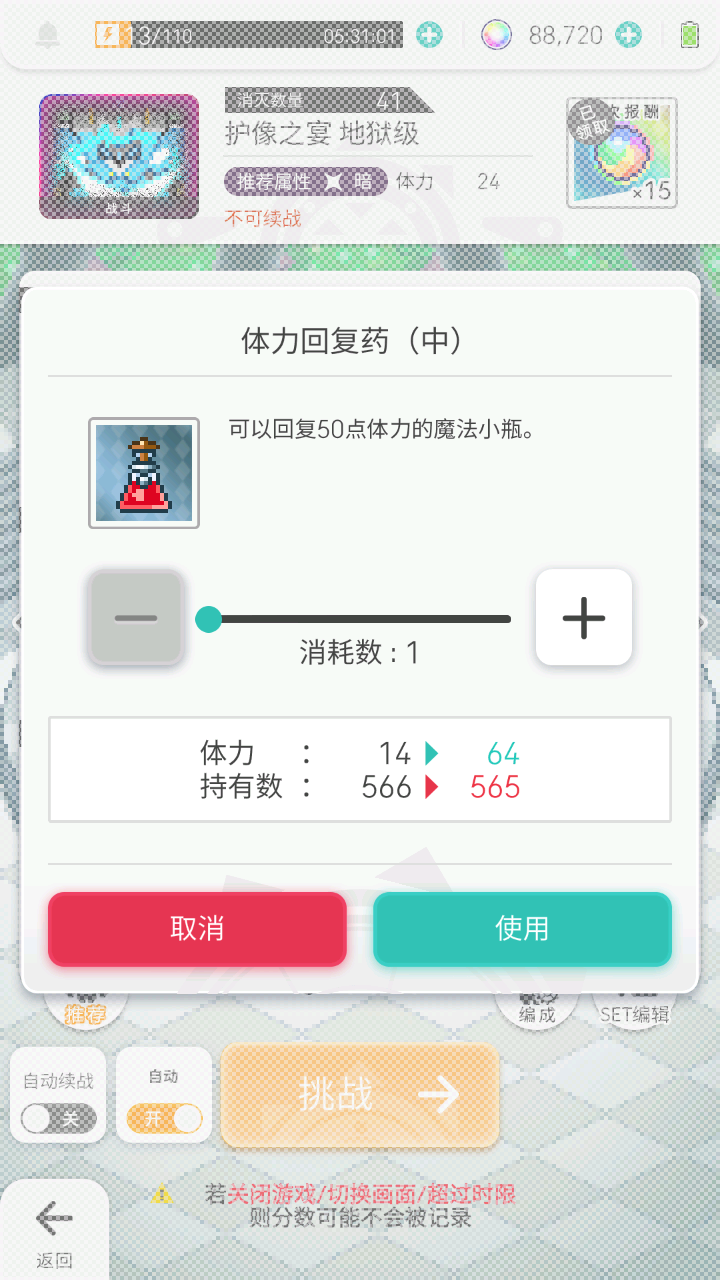 13/110
05:31:01
88,720
消灭数量 41
护像之宴 地狱级
推荐属性 暗 体力 24
不可续战
战斗
次报酬
已领取
×15
体力回复药（中）
可以回复50点体力的魔法小瓶。
消耗数 : 1
体力 : 14 64
持有数 : 566 565
取消
使用
推荐
编成
SET编辑
自动续战
关
自动
开
挑战
若关闭游戏/切换画面/超过时限
则分数可能不会被记录
返回